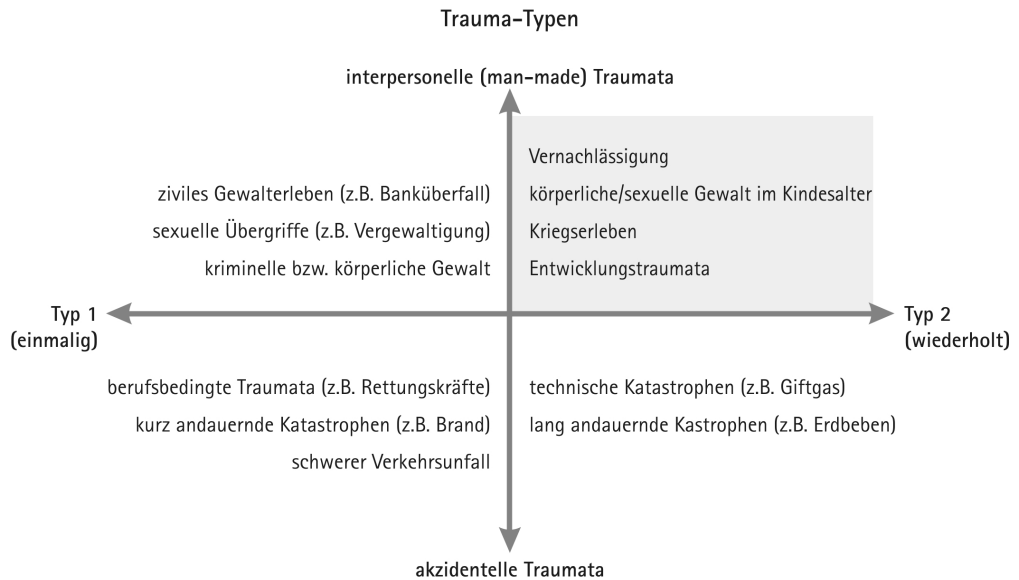 Trauma-Typen
interpersonelle (man-made) Traumata
ziviles Gewalterleben (z.B. Banküberfall)
sexuelle Übergriffe (z.B. Vergewaltigung)
kriminelle bzw. körperliche Gewalt
Vernachlässigung
körperliche/sexuelle Gewalt im Kindesalter
Kriegserleben
Entwicklungstraumata
Typ 1
(einmalig)
Typ 2
(wiederholt)
berufsbedingte Traumata (z.B. Rettungskräfte)
kurz andauernde Katastrophen (z.B. Brand)
schwerer Verkehrsunfall
technische Katastrophen (z.B. Giftgas)
lang andauernde Kastrophen (z.B. Erdbeben)
akzidentelle Traumata